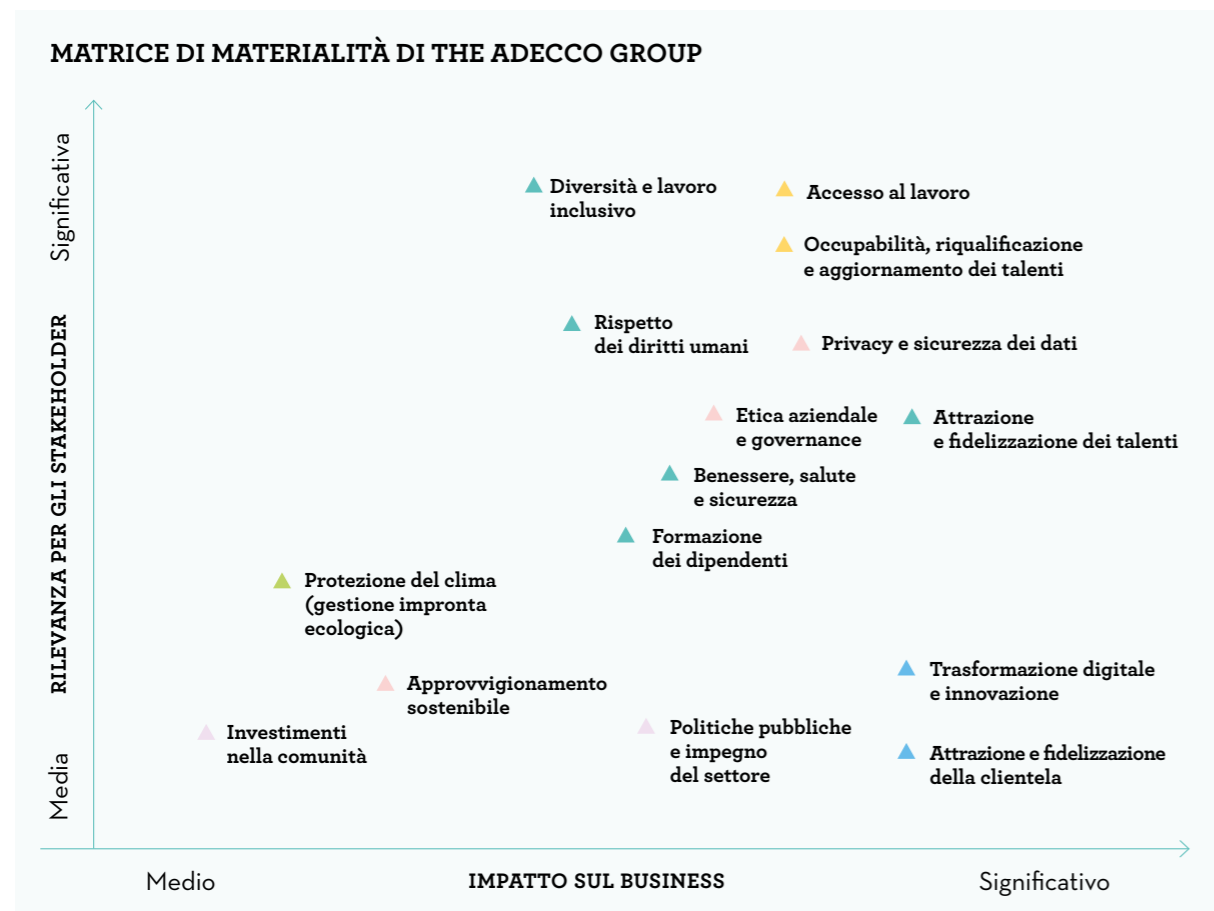 MATRICE DI MATERIALITÀ DI THE ADECCO GROUP
Significativa
RILEVANZA PER GLI STAKEHOLDER
Media
Diversità e lavoro
inclusivo
Accesso al lavoro
Occupabilità, riqualificazione
e aggiornamento dei talenti
Rispetto
dei diritti umani
Privacy e sicurezza dei dati
Etica aziendale
e governance
Attrazione
e fidelizzazione dei talenti
Benessere, salute
e sicurezza
Formazione
dei dipendenti
Protezione del clima
(gestione impronta
ecologica)
Trasformazione digitale
e innovazione
Approvvigionamento
sostenibile
Investimenti
nella comunità
Politiche pubbliche
e impegno
del settore
Attrazione e fidelizzazione
della clientela
Medio
IMPATTO SUL BUSINESS
Significativo